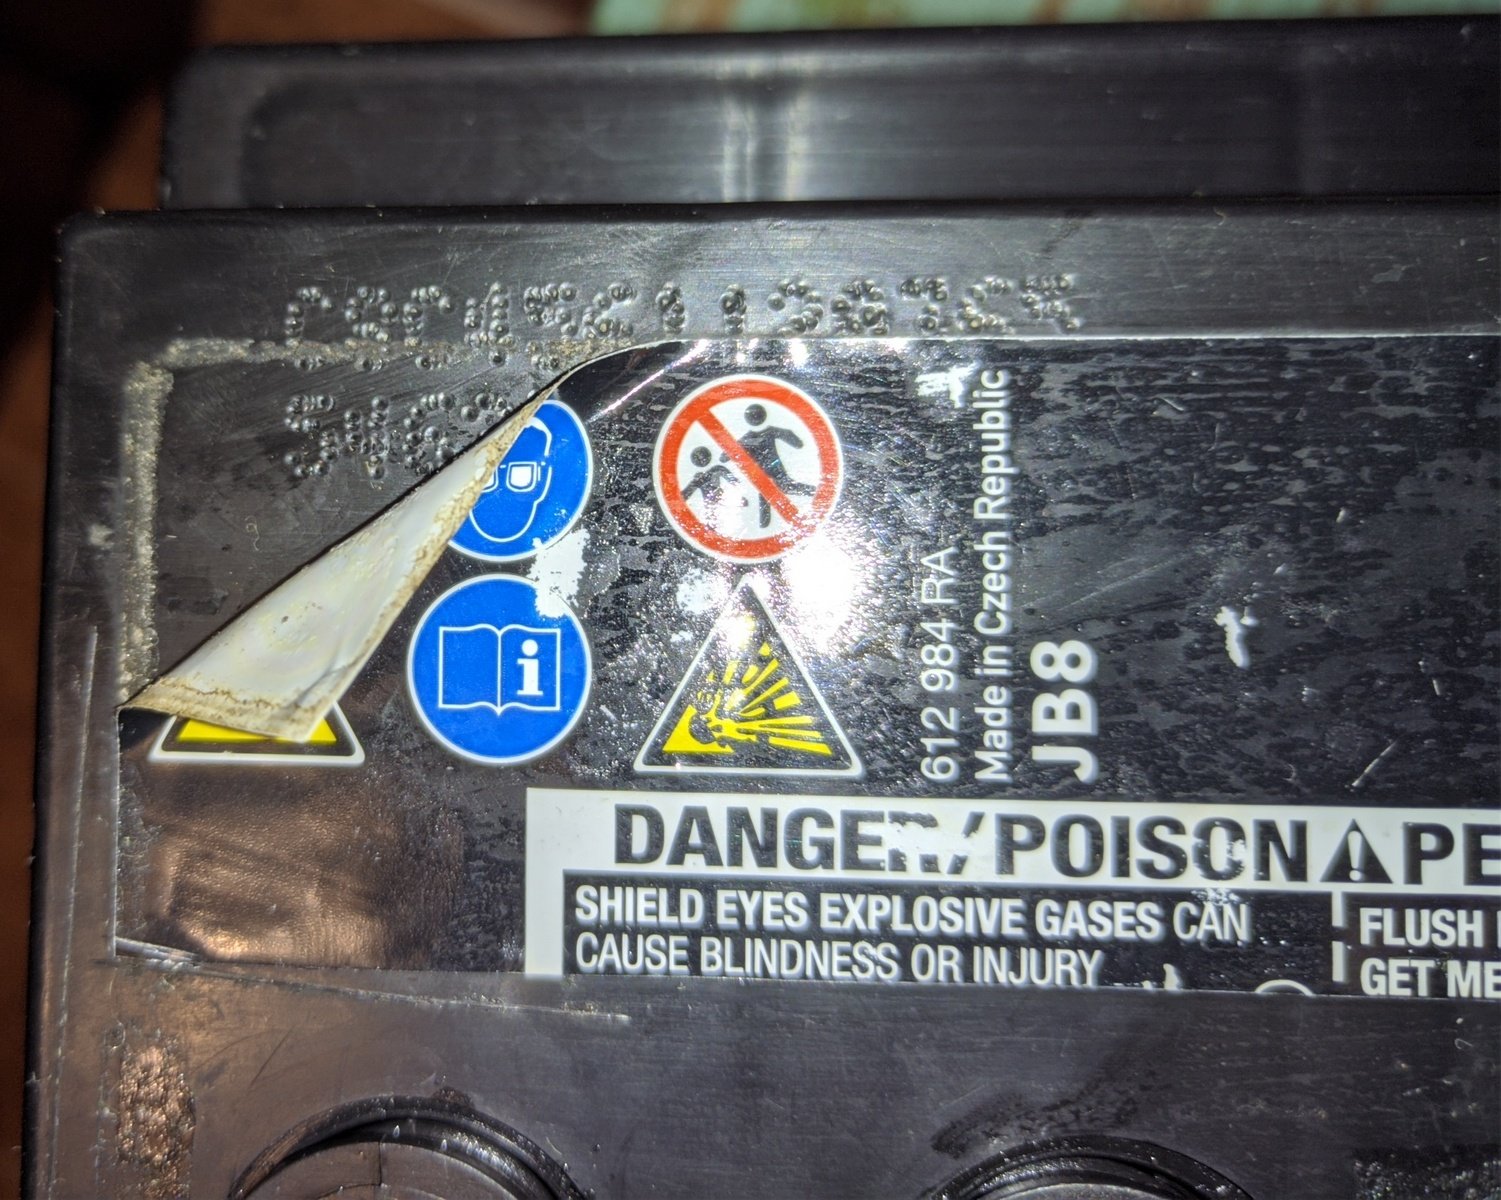 612 984 RA
Made in Czech Republic
JB8
DANGER/POISON PE
SHIELD EYES EXPLOSIVE GASES CAN
CAUSE BLINDNESS OR INJURY
FLUSH
GET ME
i